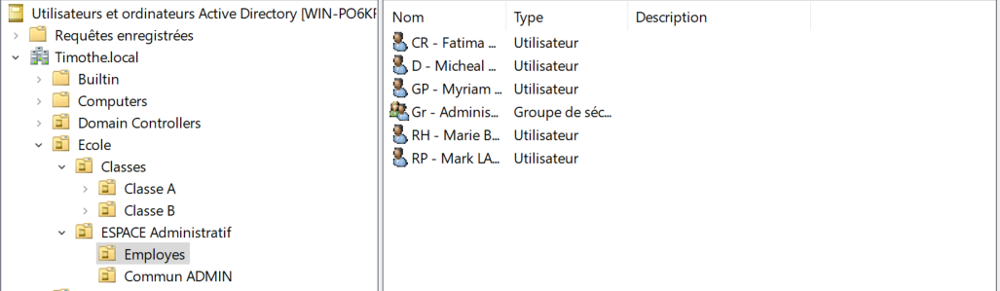 Utilisateurs et ordinateurs Active Directory [WIN-PO6KF
Requêtes enregistrées
Timothe.local
Builtin
Computers
Domain Controllers
Ecole
Classes
Classe A
Classe B
ESPACE Administratif
Employes
Commun ADMIN
Nom Type Description
CR - Fatima ... Utilisateur
D - Micheal ... Utilisateur
GP - Myriam ... Utilisateur
Gr - Adminis... Groupe de séc...
RH - Marie B... Utilisateur
RP - Mark LA... Utilisateur